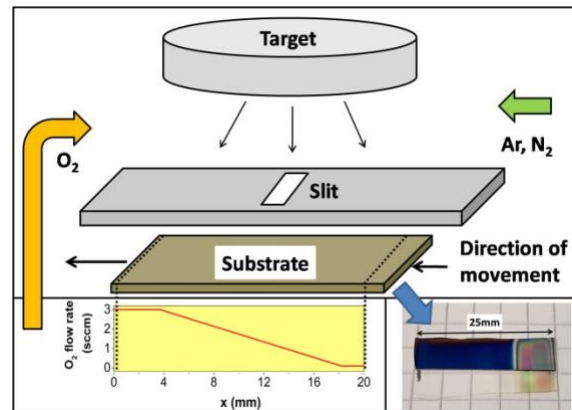 Target
O₂
Ar, N₂
Slit
Substrate
Direction of
movement
O₂ flow rate
(sccm)
3
2
1
0
0
4
8
12
16
20
x (mm)
25mm